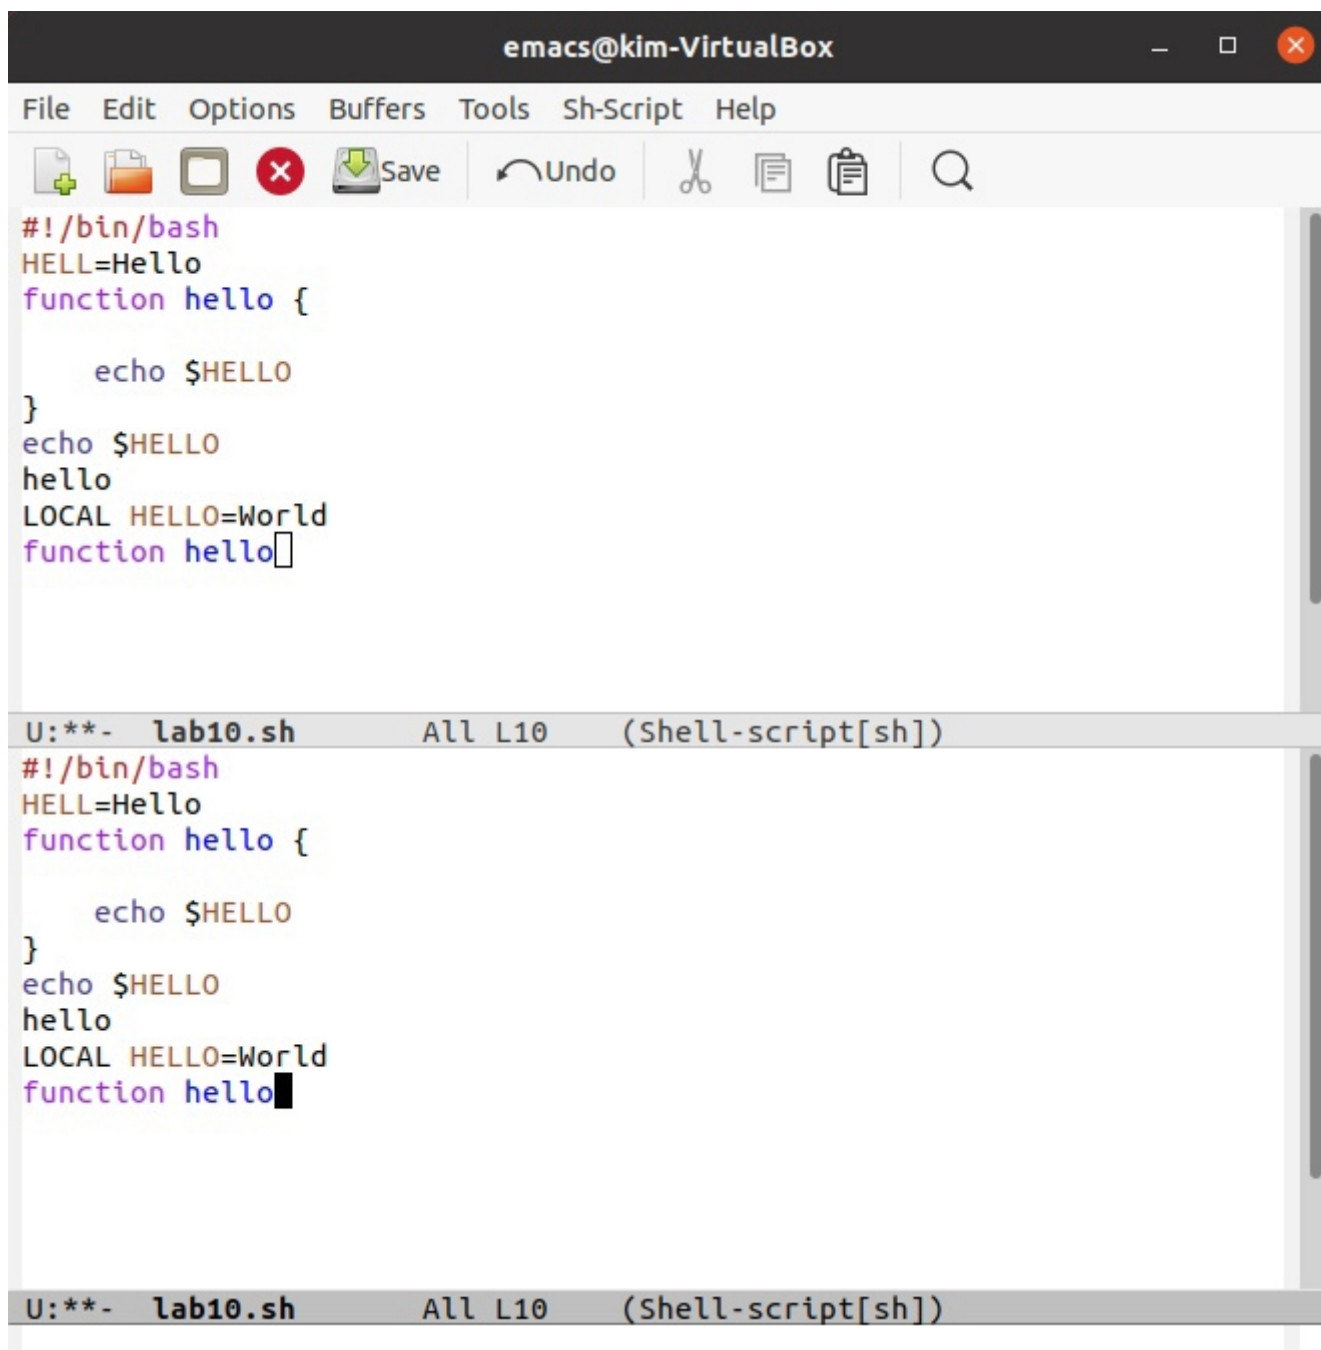 emacs@kim-VirtualBox
File Edit Options Buffers Tools Sh-Script Help
Save Undo
#!/bin/bash
HELL=Hello
function hello {
    echo $HELLO
}
echo $HELLO
hello
LOCAL HELLO=World
function hello
U:**-  lab10.sh       All L10    (Shell-script[sh])
#!/bin/bash
HELL=Hello
function hello {
    echo $HELLO
}
echo $HELLO
hello
LOCAL HELLO=World
function hello
U:**-  lab10.sh       All L10    (Shell-script[sh])